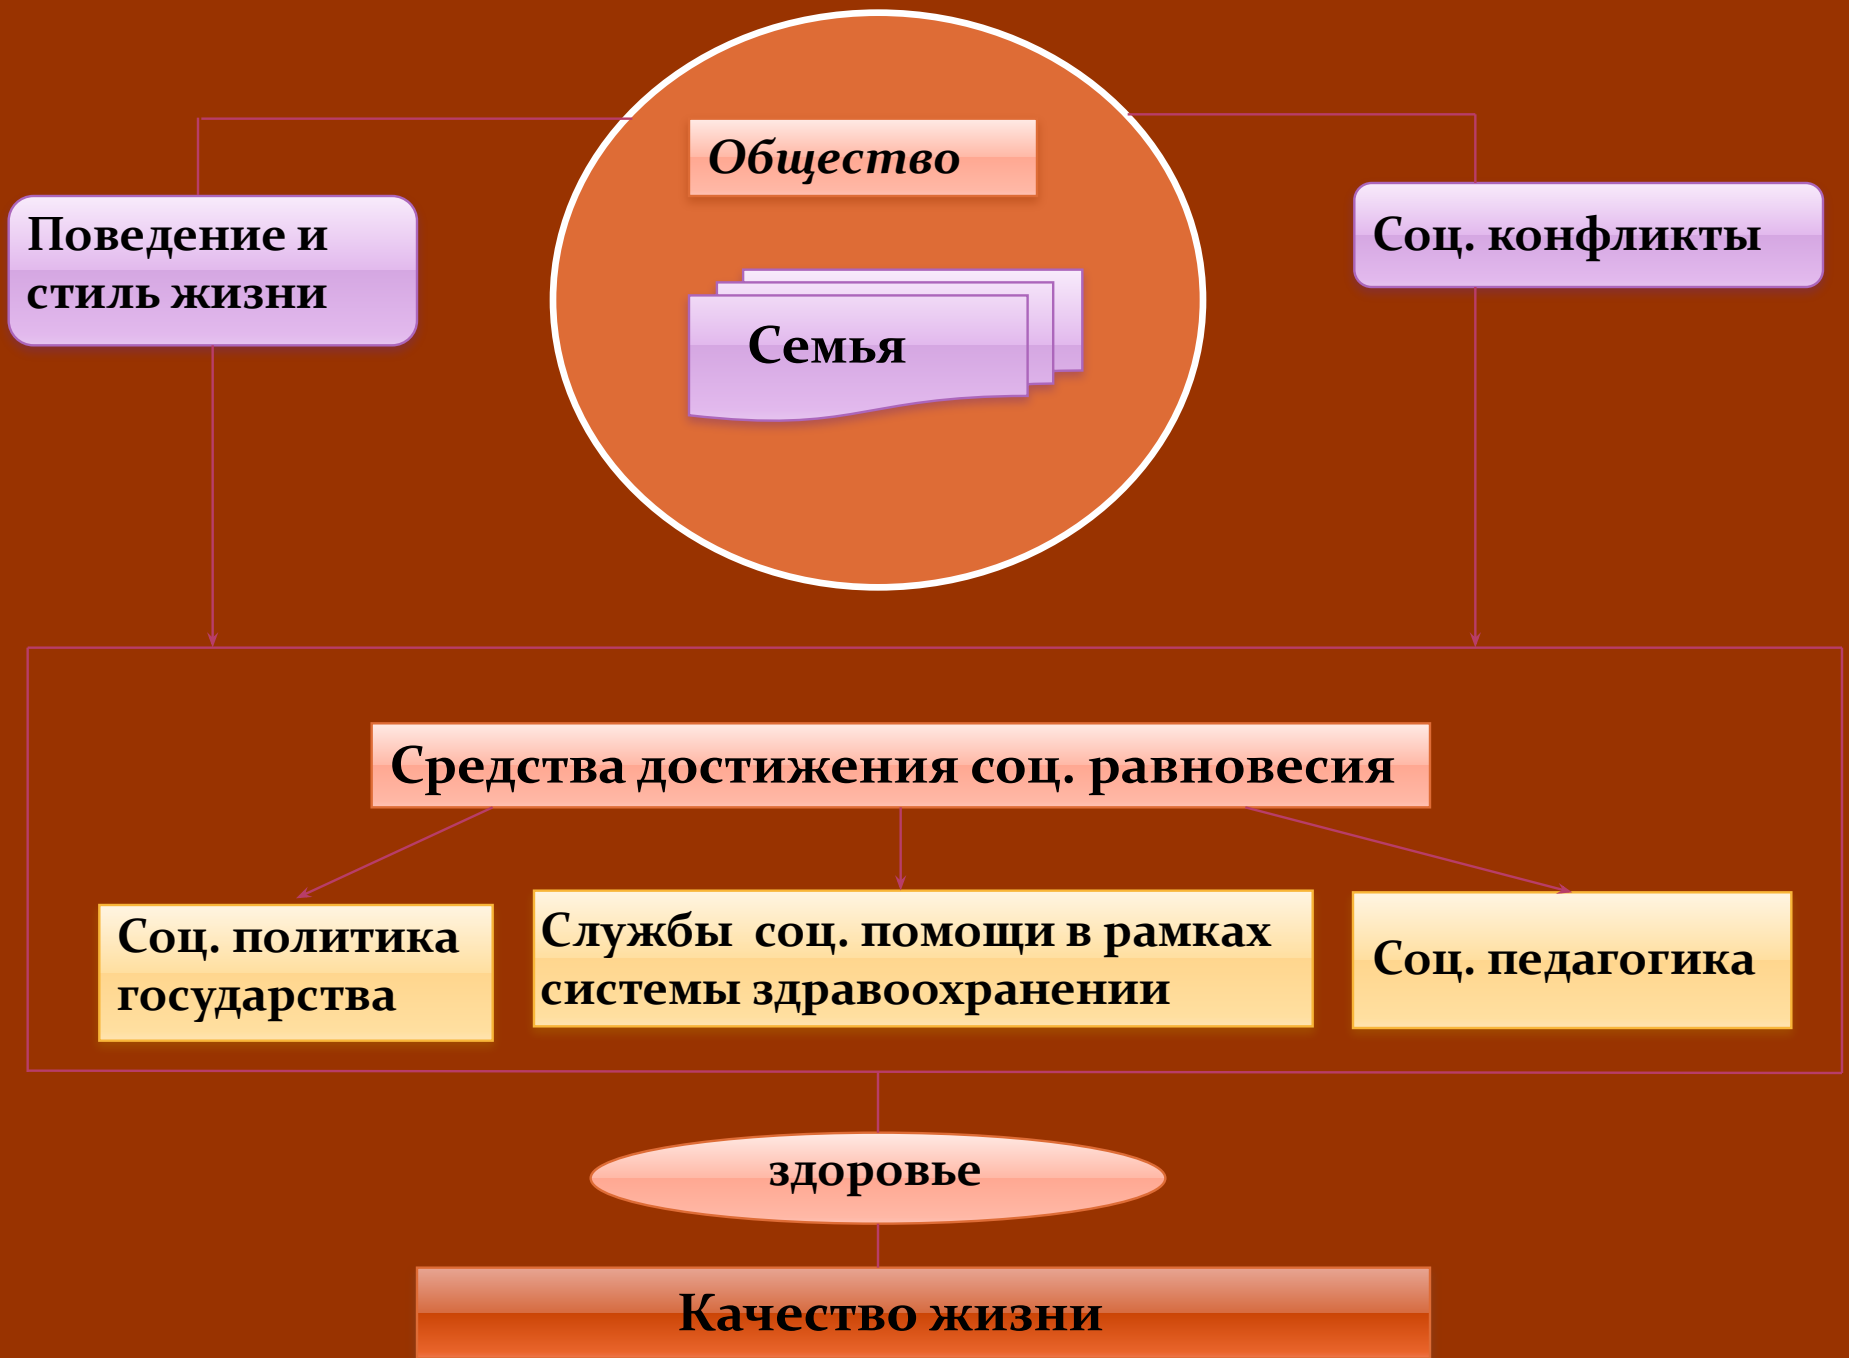 Общество
Поведение и
стиль жизни
Соц. конфликты
Семья
Средства достижения соц. равновесия
Соц. политика
государства
Службы соц. помощи в рамках
системы здравоохранении
Соц. педагогика
здоровье
Качество жизни